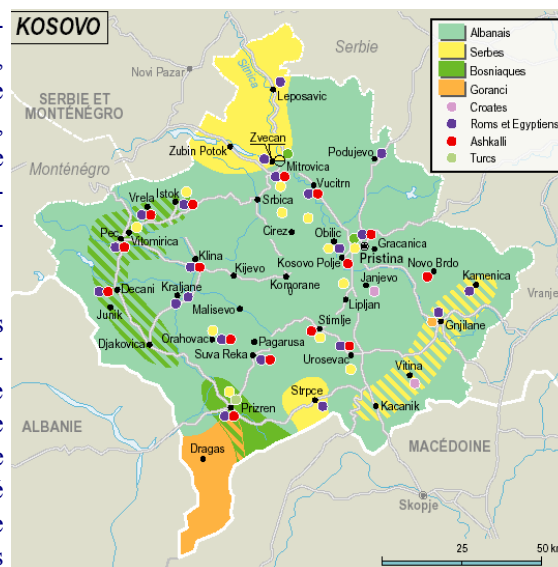 KOSOVO
Albanais
Serbes
Bosniaques
Goranci
Croates
Roms et Egyptiens
Ashkalli
Turcs
Serbie
Novi Pazar
SERBIE ET
MONTÉNÉGRO
Sitnica
Leposavic
Zvecan
Zubin Potok
Mitrovica
Podujevo
Monténégro
Vucitrn
Istok
Vrela
Srbica
Pec
Vitomirica
Cirez
Obilic
Gracanica
Pristina
Klina
Kosovo Polje
Novo Brdo
Kijevo
Komorane
Janjevo
Kamenica
Decani
Kraljane
Vranje
Junik
Malisevo
Lipljan
Gnjilane
Djakovica
Orahovac
Pagarusa
Stimlje
Suva Reka
Urosevac
Vitina
Strpce
Prizren
Kacanik
ALBANIE
Dragas
MACÉDOINE
Skopje
25
50 km